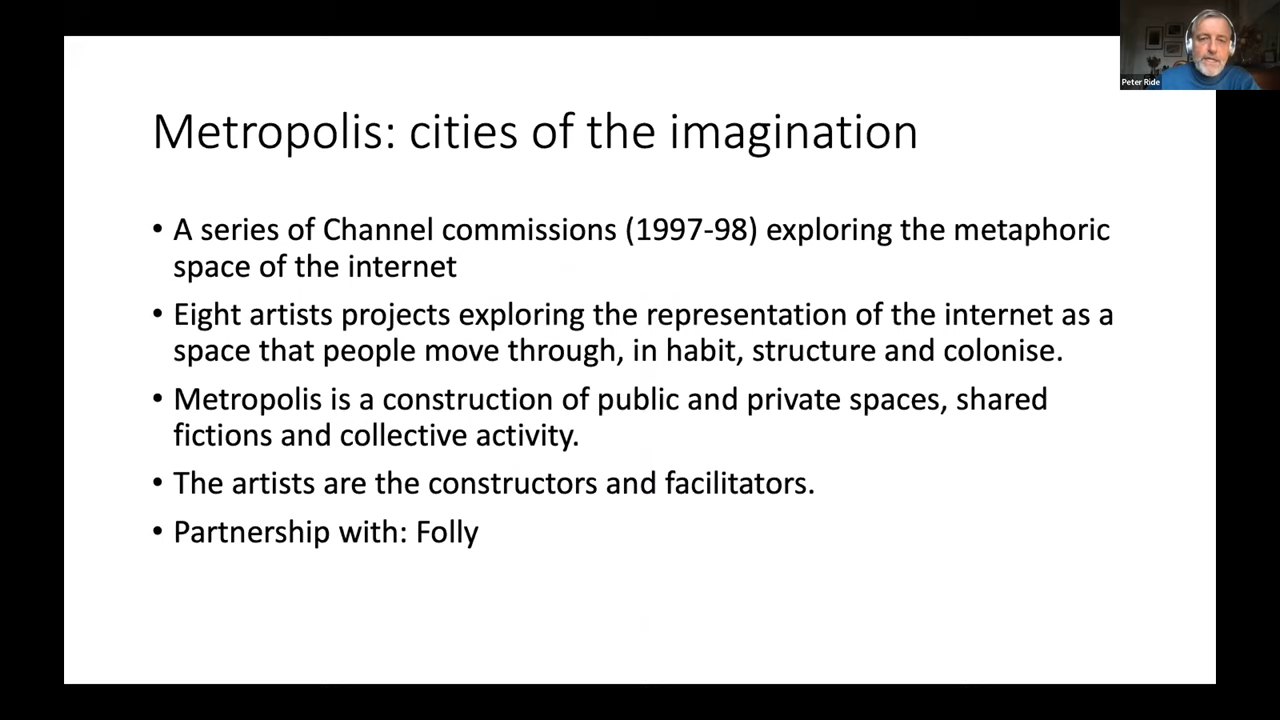 Metropolis: cities of the imagination
• A series of Channel commissions (1997-98) exploring the metaphoric
space of the internet
• Eight artists projects exploring the representation of the internet as a
space that people move through, in habit, structure and colonise.
• Metropolis is a construction of public and private spaces, shared
fictions and collective activity.
• The artists are the constructors and facilitators.
• Partnership with: Folly
Peter Ride